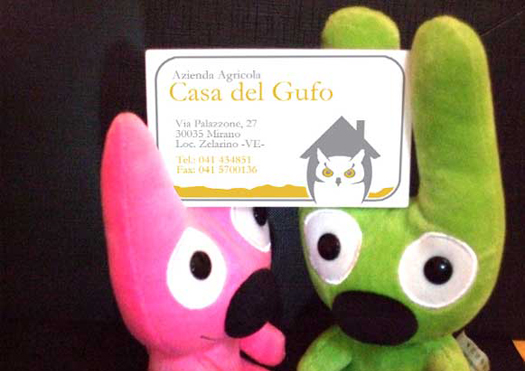 Azienda Agricola
Casa del Gufo
Via Palazzone, 27
30035 Mirano
Loc. Zelarino -VE-
Tel.: 041 434851
Fax: 041 5700136